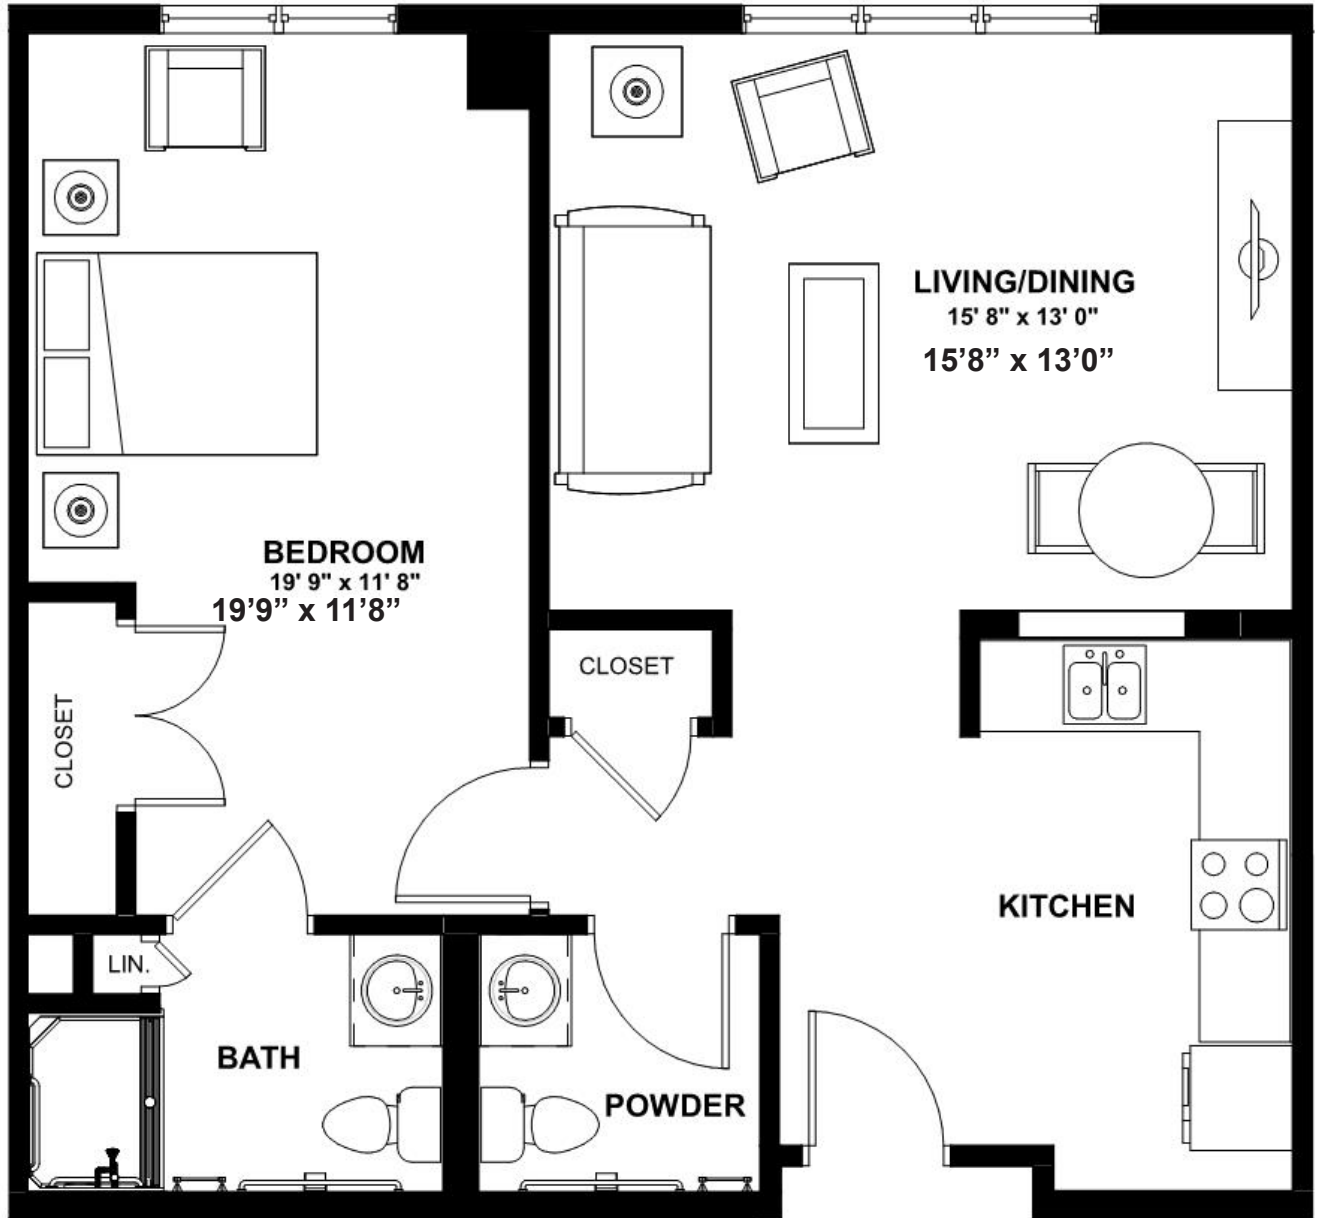 LIVING/DINING
15' 8" x 13' 0"
15’8” x 13’0”
BEDROOM
19' 9" x 11' 8"
19’9” x 11’8”
CLOSET
CLOSET
KITCHEN
LIN.
BATH
POWDER